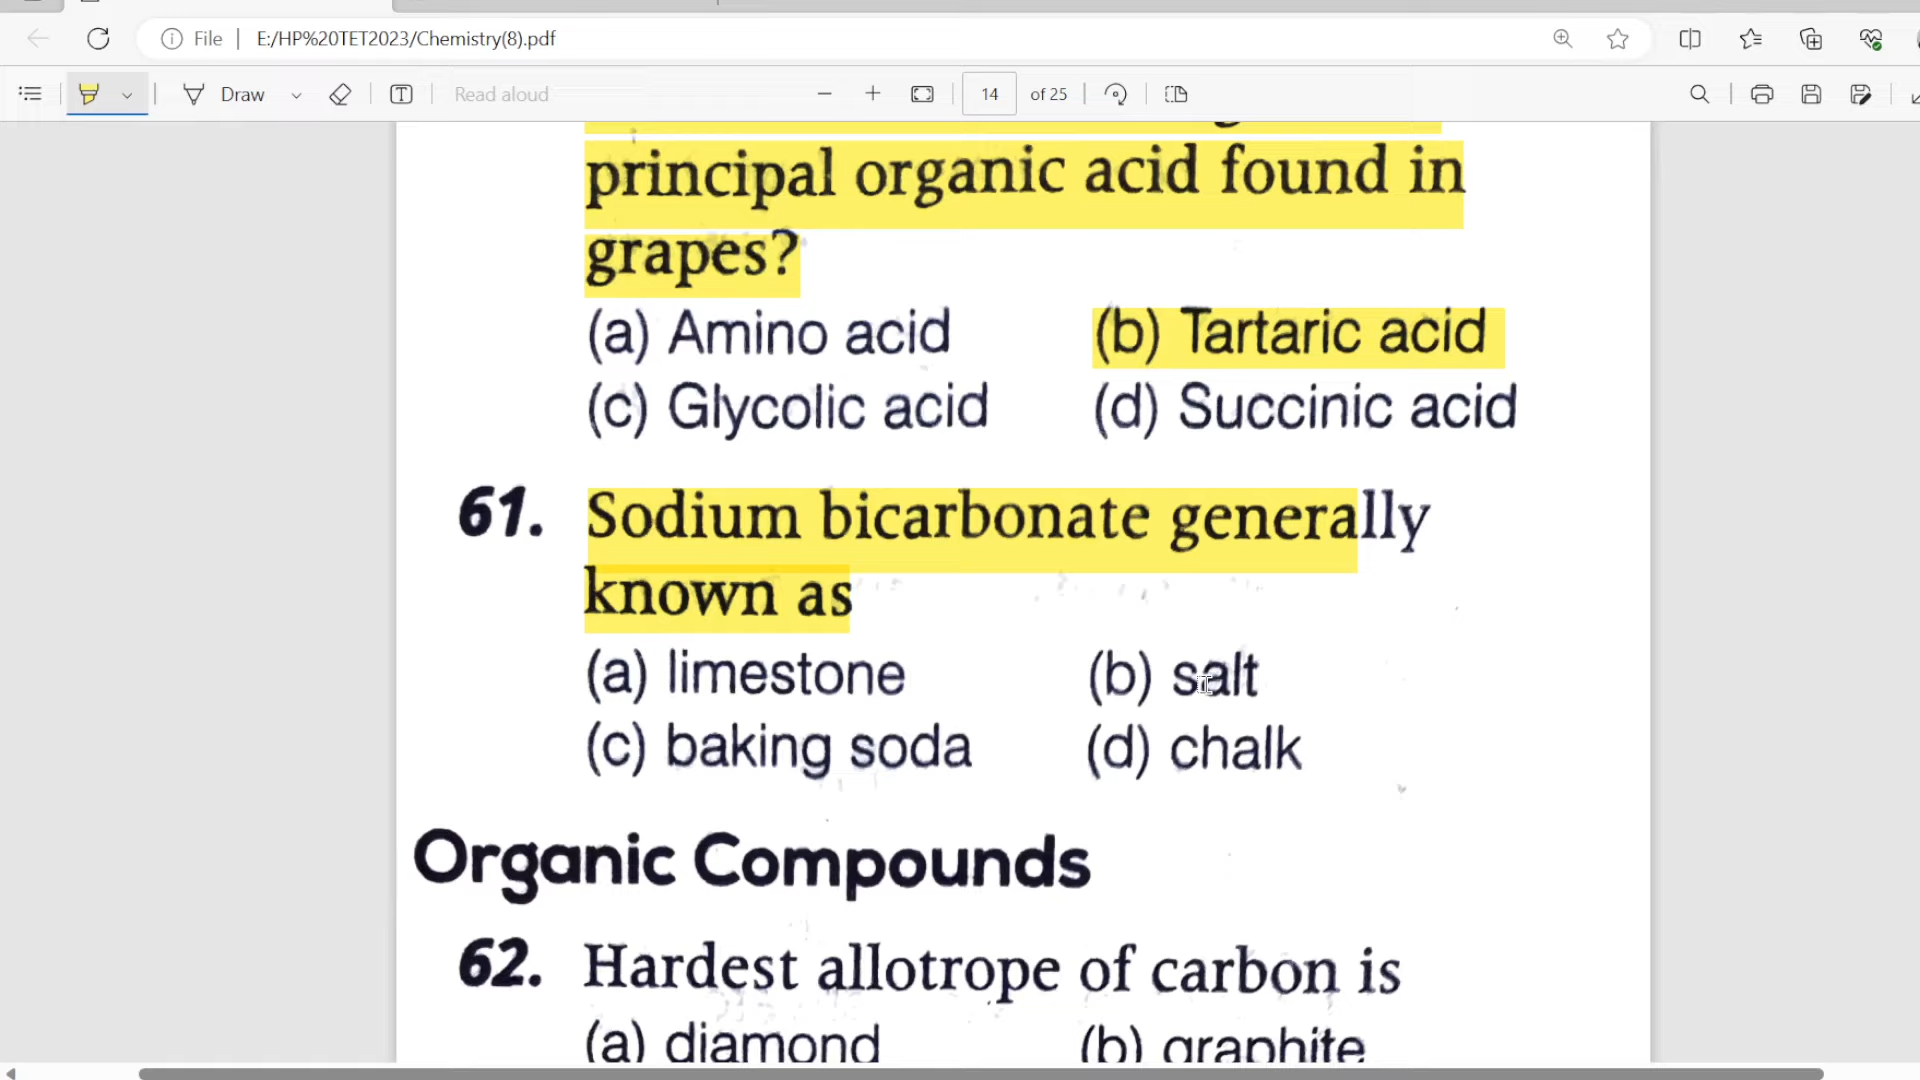 File E:/HP%20TET2023/Chemistry(8).pdf
Draw Read aloud 14 of 25
principal organic acid found in
grapes?
(a) Amino acid (b) Tartaric acid
(c) Glycolic acid (d) Succinic acid
61. Sodium bicarbonate generally
known as
(a) limestone (b) salt
(c) baking soda (d) chalk
Organic Compounds
62. Hardest allotrope of carbon is
(a) diamond (b) graphite